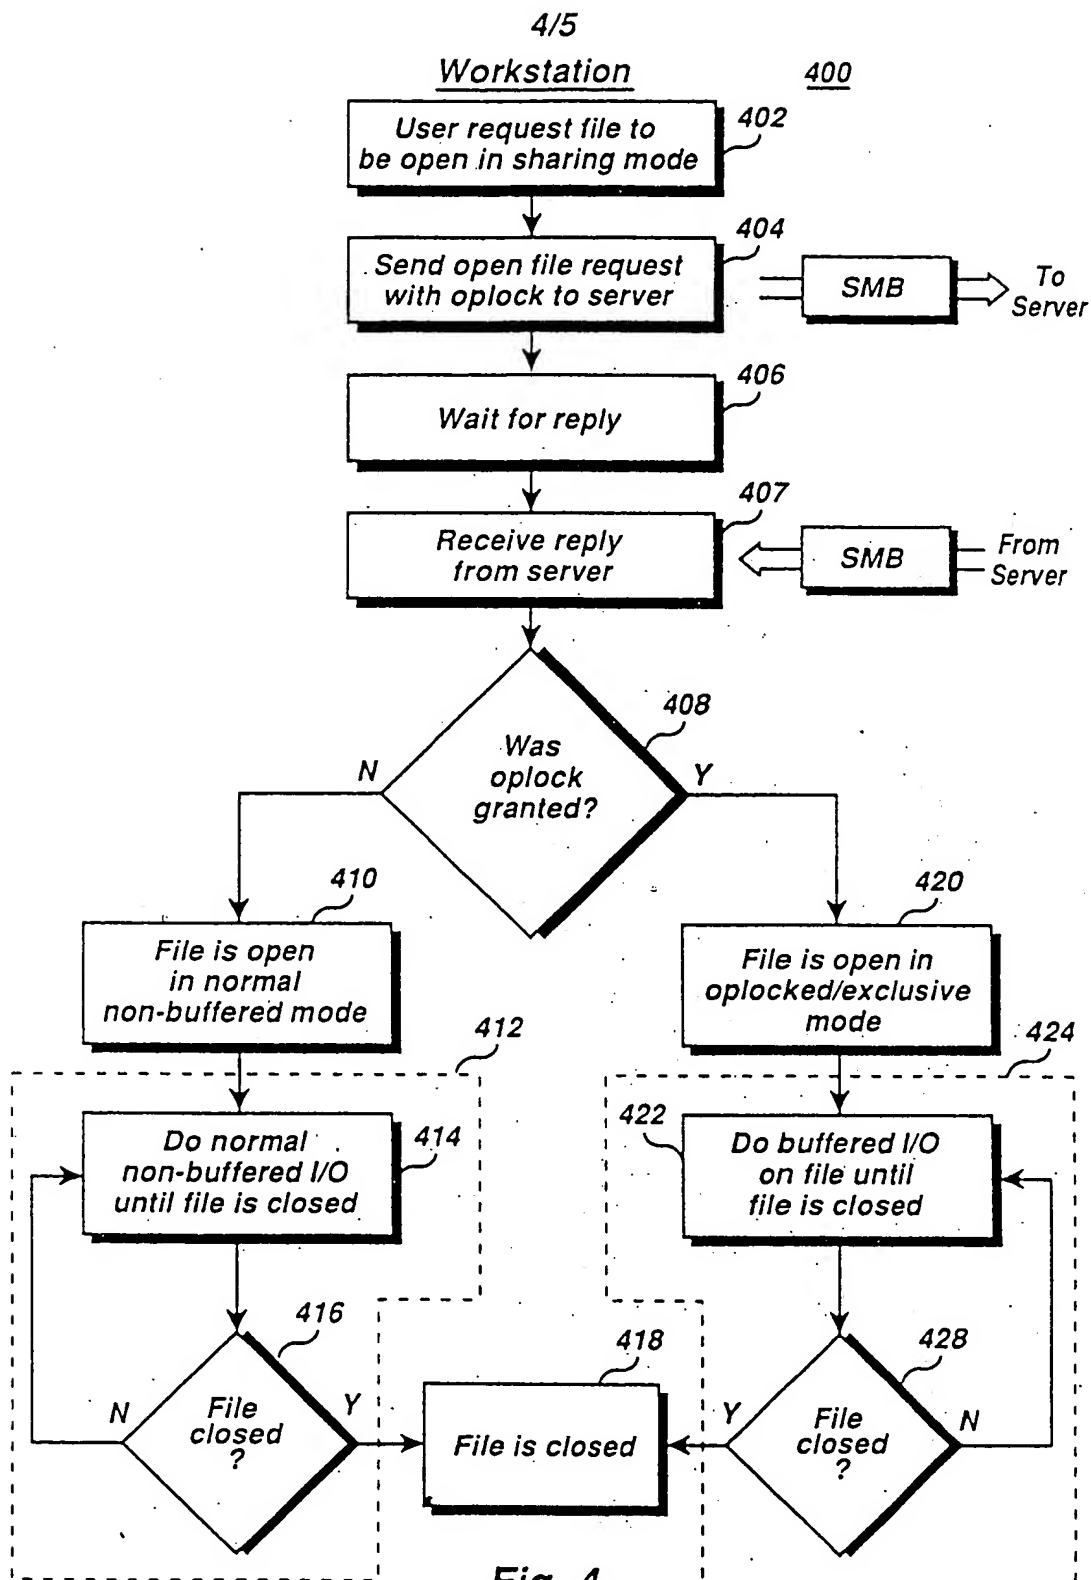 4/5
Workstation
400
402
User request file to
be open in sharing mode
404
Send open file request
with oplock to server
SMB
To
Server
406
Wait for reply
407
Receive reply
from server
SMB
From
Server
408
Was
oplock
granted?
N
Y
410
420
File is open
in normal
non-buffered mode
File is open in
oplocked/exclusive
mode
412
424
414
Do normal
non-buffered I/O
until file is closed
422
Do buffered I/O
on file until
file is closed
416
418
428
N
File
closed
?
Y
File is closed
Y
File
closed
?
N
Fig. 4